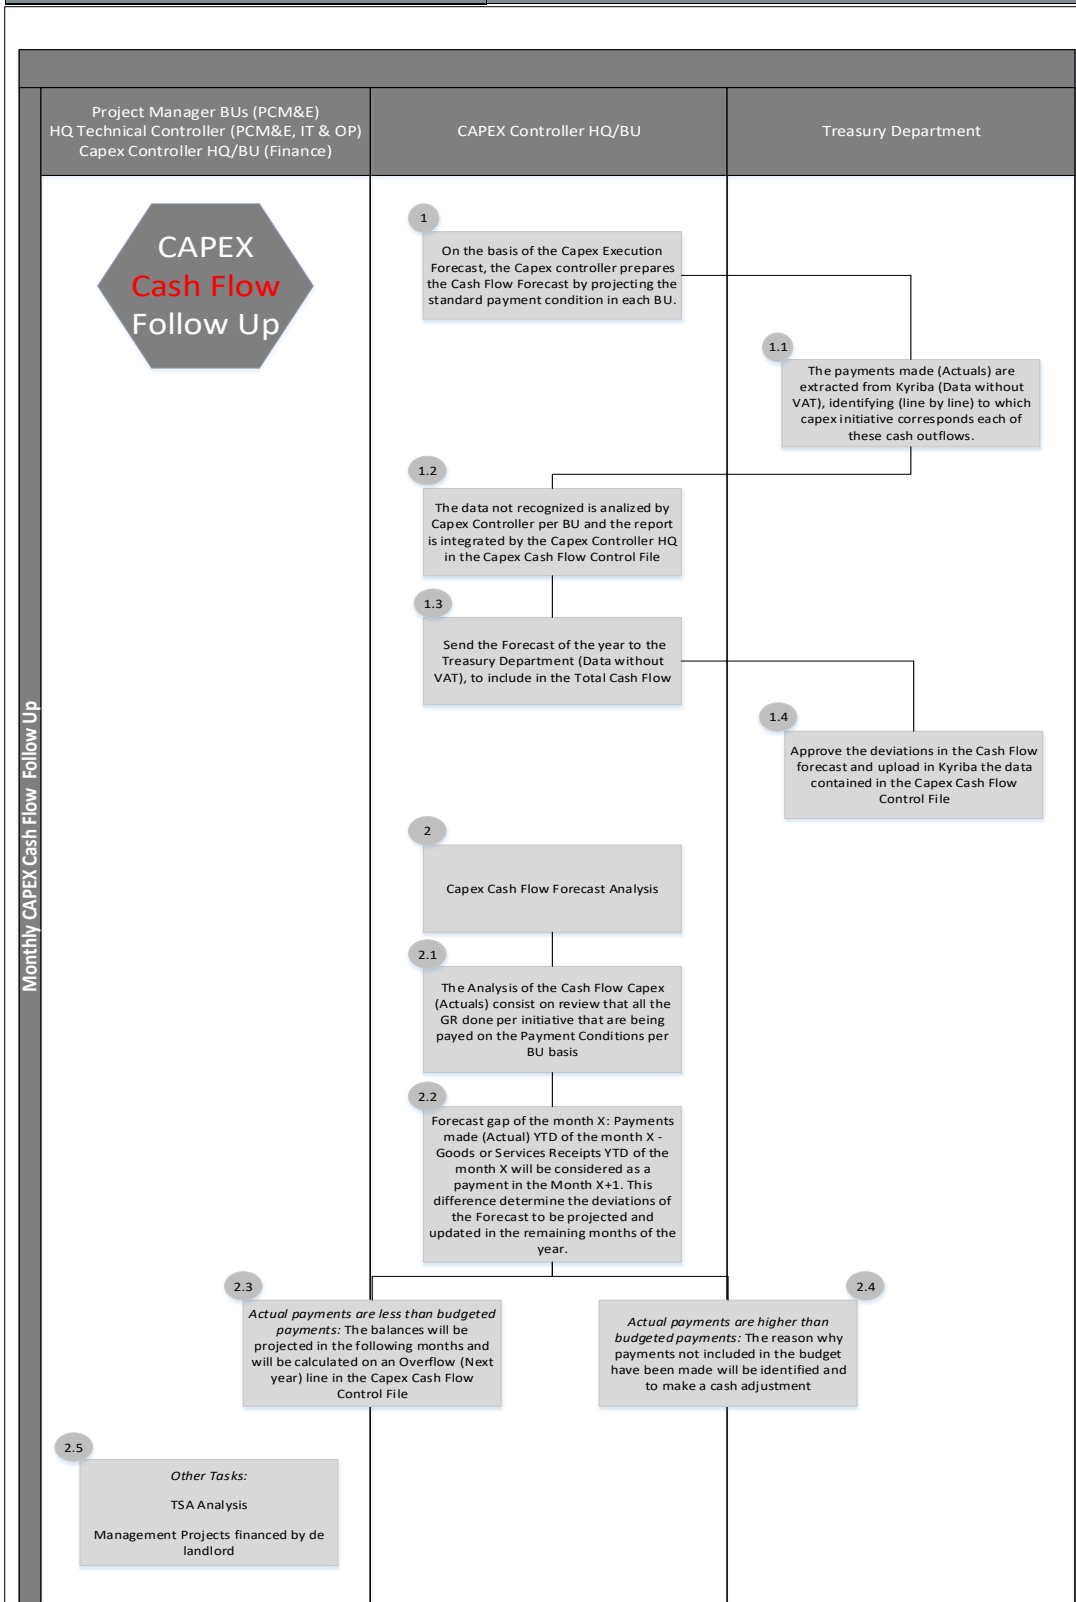 Project Manager BUs (PCM&E)
HQ Technical Controller (PCM&E, IT & OP)
Capex Controller HQ/BU (Finance)
CAPEX Controller HQ/BU
Treasury Department
Monthly CAPEX Cash Flow Follow Up
CAPEX
Cash Flow
Follow Up
1
On the basis of the Capex Execution
Forecast, the Capex controller prepares
the Cash Flow Forecast by projecting the
standard payment condition in each BU.
1.1
The payments made (Actuals) are
extracted from Kyriba (Data without
VAT), identifying (line by line) to which
capex initiative corresponds each of
these cash outflows.
1.2
The data not recognized is analized by
Capex Controller per BU and the report
is integrated by the Capex Controller HQ
in the Capex Cash Flow Control File
1.3
Send the Forecast of the year to the
Treasury Department (Data without
VAT), to include in the Total Cash Flow
1.4
Approve the deviations in the Cash Flow
forecast and upload in Kyriba the data
contained in the Capex Cash Flow
Control File
2
Capex Cash Flow Forecast Analysis
2.1
The Analysis of the Cash Flow Capex
(Actuals) consist on review that all the
GR done per initiative that are being
payed on the Payment Conditions per
BU basis
2.2
Forecast gap of the month X: Payments
made (Actual) YTD of the month X -
Goods or Services Receipts YTD of the
month X will be considered as a
payment in the Month X+1. This
difference determine the deviations of
the Forecast to be projected and
updated in the remaining months of the
year.
2.3
Actual payments are less than budgeted
payments: The balances will be
projected in the following months and
will be calculated on an Overflow (Next
year) line in the Capex Cash Flow
Control File
2.4
Actual payments are higher than
budgeted payments: The reason why
payments not included in the budget
have been made will be identified and
to make a cash adjustment
2.5
Other Tasks:
TSA Analysis
Management Projects financed by de
landlord